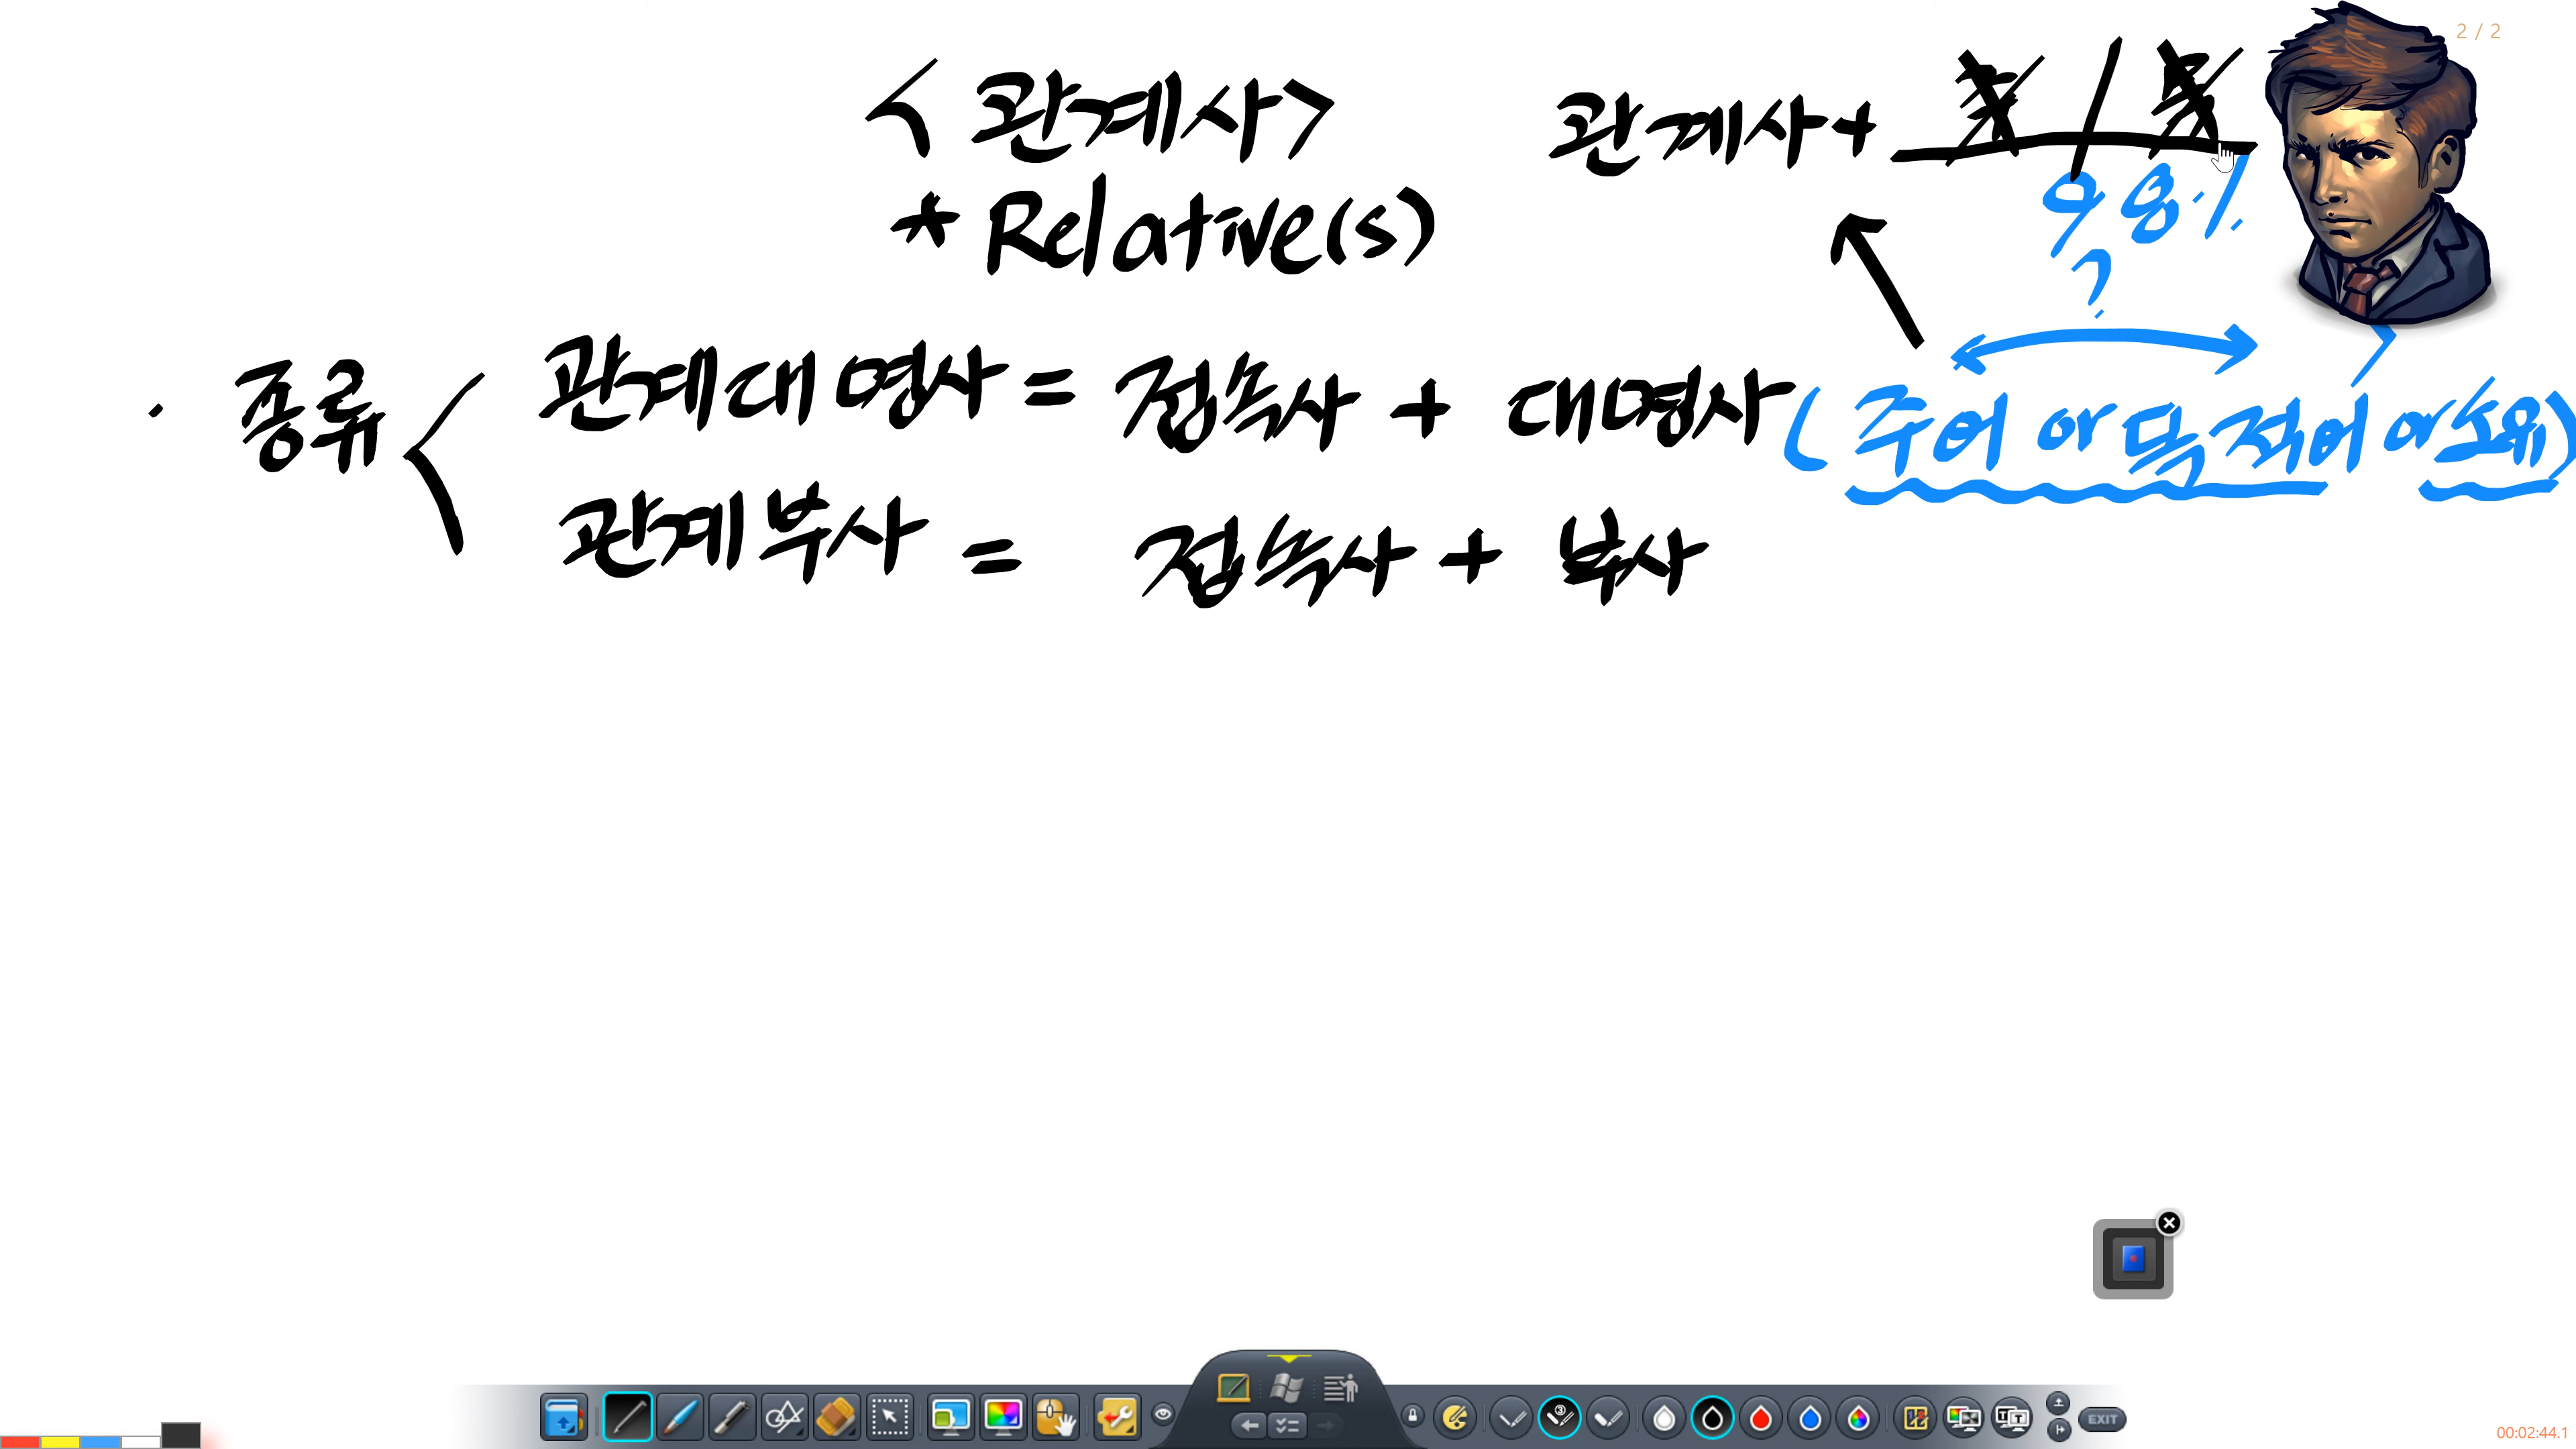 2 / 2
<관계사>
관계사+ 주 / 목
* Relative(s)
98%
?
· 종류
관계대명사 = 접속사 + 대명사 (주어 or 목적어 or 소유)
관계부사 = 접속사 + 부사
EXIT
00:02:44.1